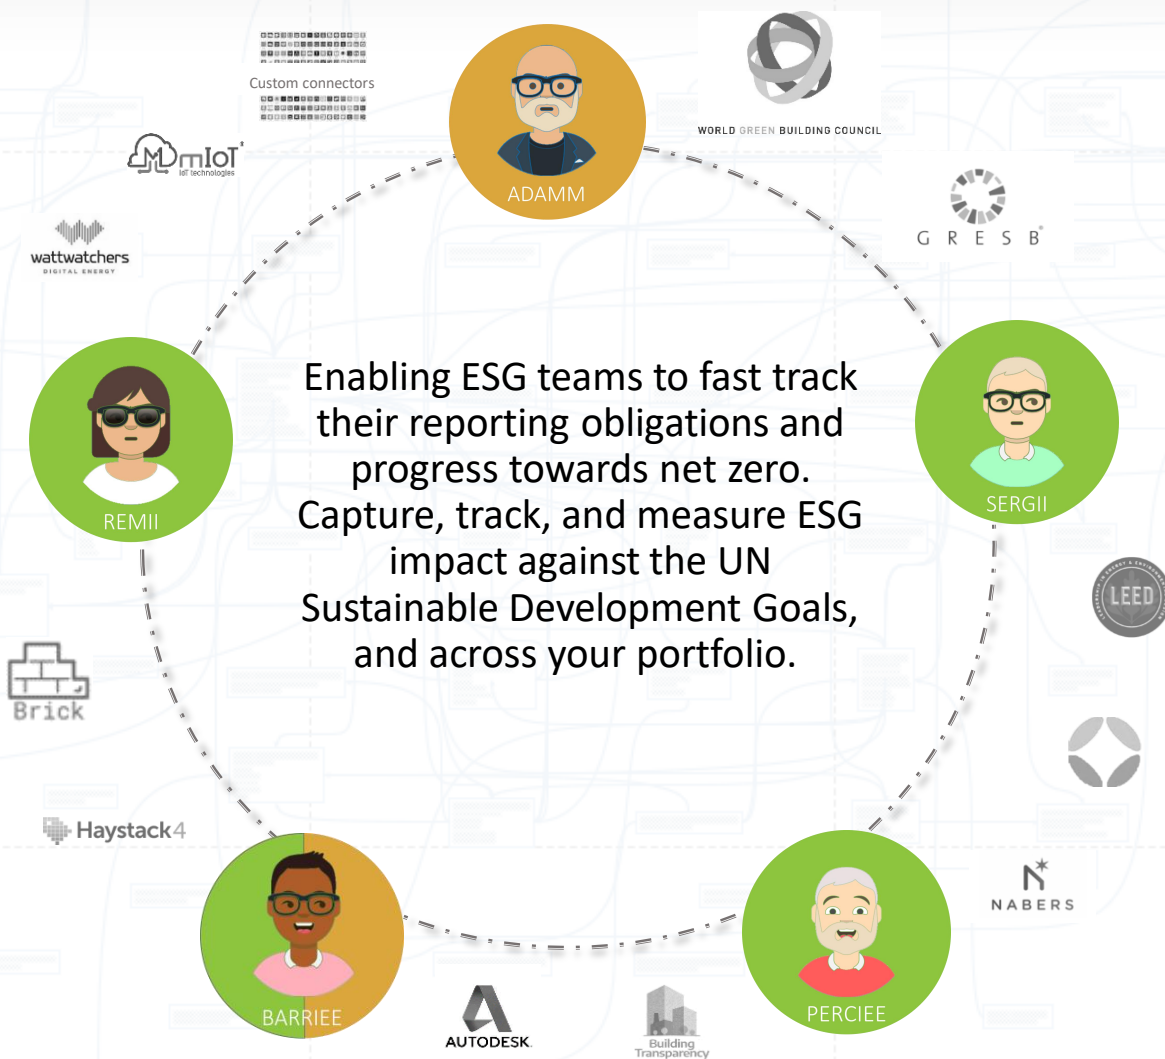 Custom connectors
ADAMM
WORLD GREEN BUILDING COUNCIL
mIoT
IoT technologies
GRESB
wattwatchers
DIGITAL ENERGY
Enabling ESG teams to fast track
their reporting obligations and
progress towards net zero.
Capture, track, and measure ESG
impact against the UN
Sustainable Development Goals,
and across your portfolio.
REMII
SERGII
LEED
Brick
Haystack4
NABERS
BARRIEE
PERCIEE
AUTODESK
Building
Transparency